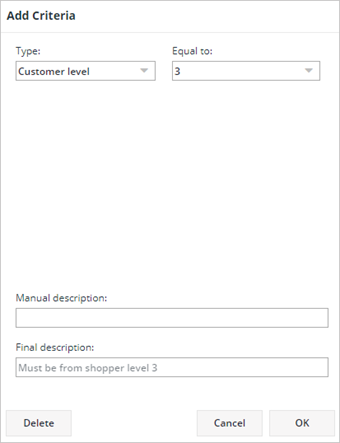 Add Criteria
Type: Equal to:
Customer level 3
Manual description:
Final description:
Must be from shopper level 3
Delete Cancel OK